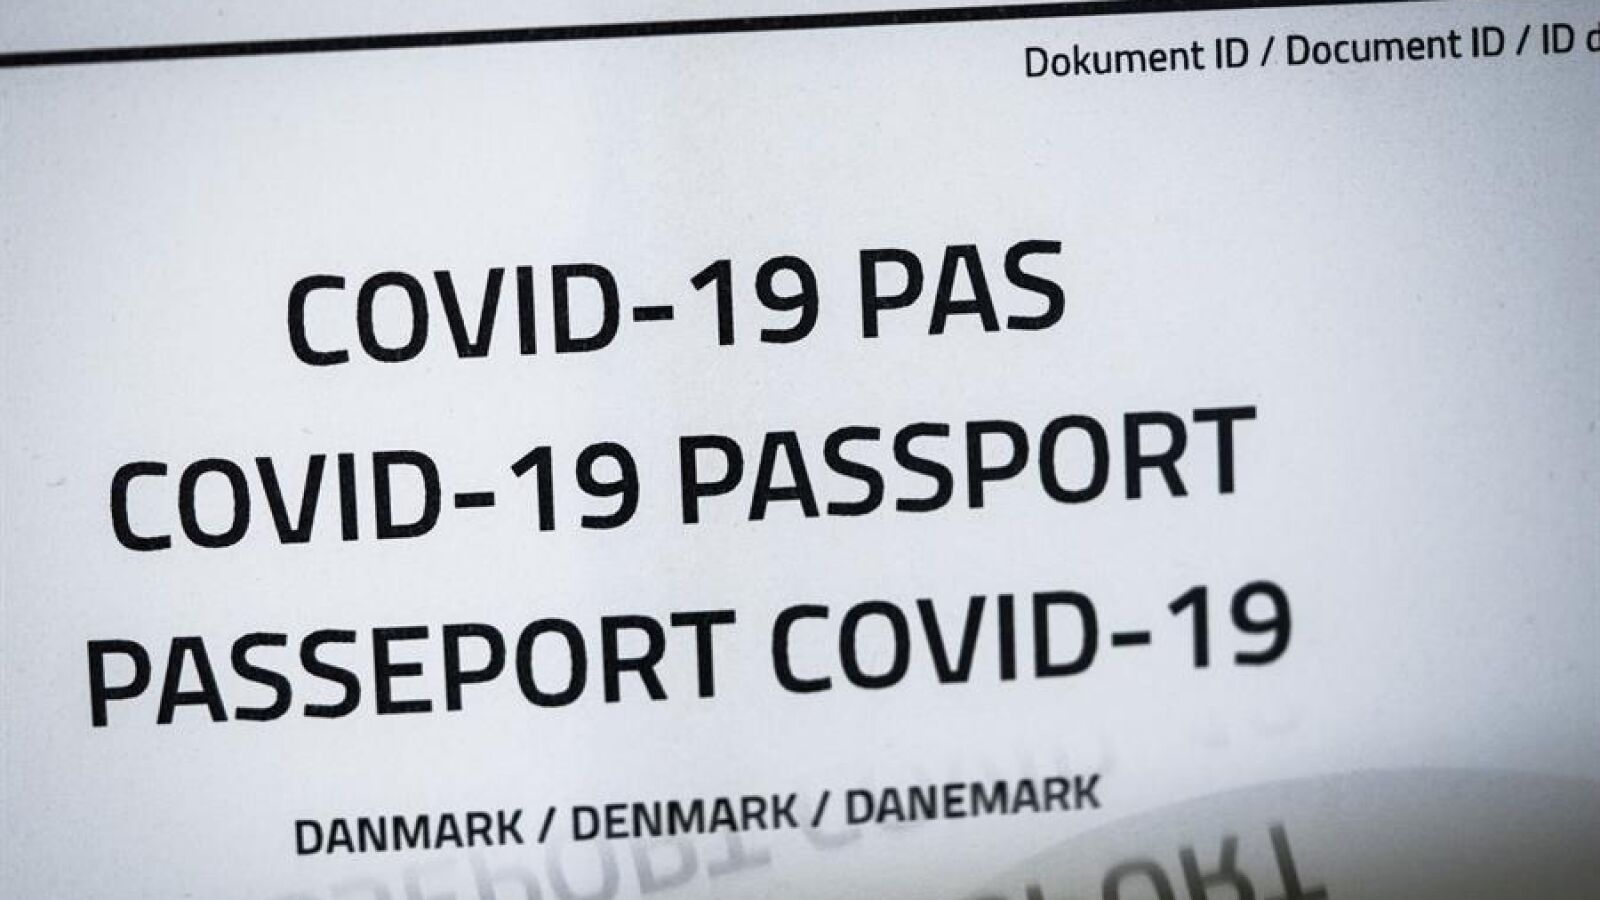 Dokument ID / Document ID / ID d
COVID-19 PAS
COVID-19 PASSPORT
PASSEPORT COVID-19
DANMARK / DENMARK / DANEMARK